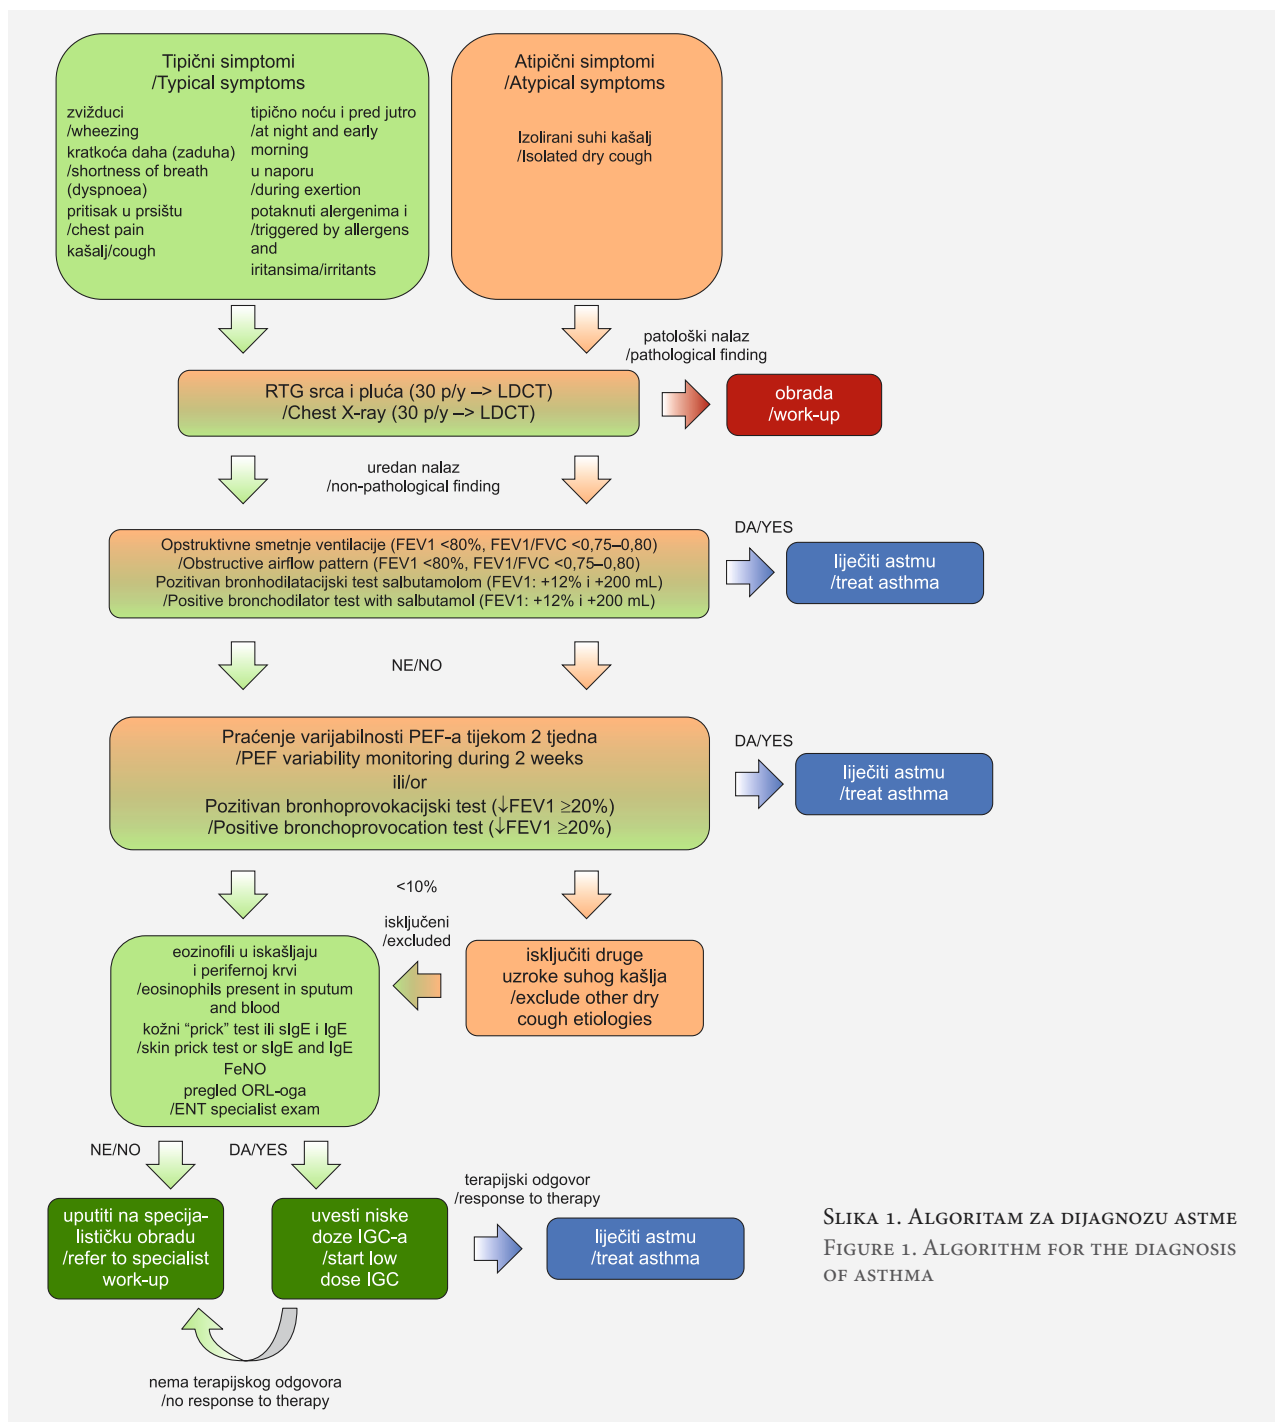 Tipični simptomi
/Typical symptoms
zvižduci
/wheezing
kratkoća daha (zaduha)
/shortness of breath
(dyspnoea)
pritisak u prsištu
/chest pain
kašalj/cough
tipično noću i pred jutro
/at night and early
morning
u naporu
/during exertion
potaknuti alergenima i
/triggered by allergens
and
iritansima/irritants
Atipični simptomi
/Atypical symptoms
Izolirani suhi kašalj
/Isolated dry cough
patološki nalaz
/pathological finding
RTG srca i pluća (30 p/y –> LDCT)
/Chest X-ray (30 p/y –> LDCT)
obrada
/work-up
uredan nalaz
/non-pathological finding
Opstruktivne smetnje ventilacije (FEV1 <80%, FEV1/FVC <0,75–0,80)
/Obstructive airflow pattern (FEV1 <80%, FEV1/FVC <0,75–0,80)
Pozitivan bronhodilatacijski test salbutamolom (FEV1: +12% i +200 mL)
/Positive bronchodilator test with salbutamol (FEV1: +12% i +200 mL)
DA/YES
liječiti astmu
/treat asthma
NE/NO
Praćenje varijabilnosti PEF-a tijekom 2 tjedna
/PEF variability monitoring during 2 weeks
ili/or
Pozitivan bronhoprovokacijski test (↓FEV1 ≥20%)
/Positive bronchoprovocation test (↓FEV1 ≥20%)
DA/YES
liječiti astmu
/treat asthma
<10%
isključeni
/excluded
isključiti druge
uzroke suhog kašlja
/exclude other dry
cough etiologies
eozinofili u iskašljaju
i perifernoj krvi
/eosinophils present in sputum
and blood
kožni “prick” test ili sIgE i IgE
/skin prick test or sIgE and IgE
FeNO
pregled ORL-oga
/ENT specialist exam
NE/NO
DA/YES
uputiti na specija-
lističku obradu
/refer to specialist
work-up
uvesti niske
doze IGC-a
/start low
dose IGC
terapijski odgovor
/response to therapy
liječiti astmu
/treat asthma
nema terapijskog odgovora
/no response to therapy
Slika 1. Algoritam za dijagnozu astme
Figure 1. Algorithm for the diagnosis
of asthma